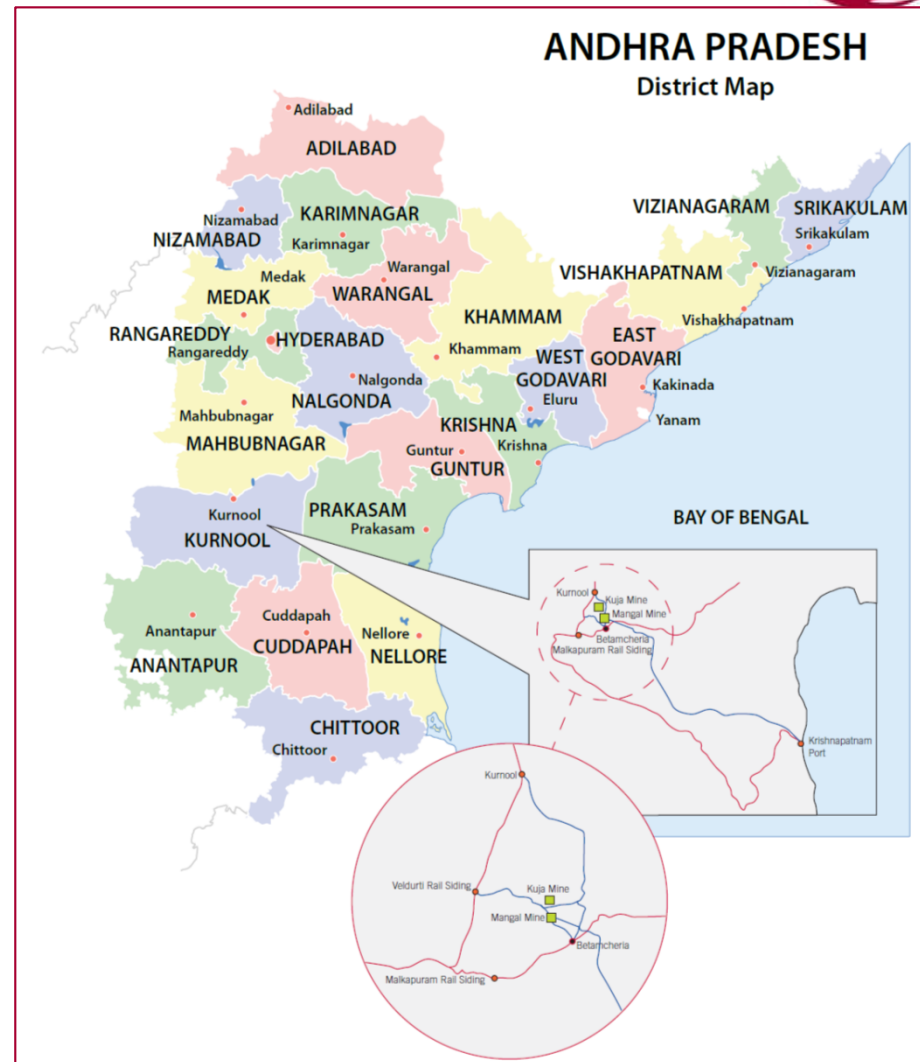 ANDHRA PRADESH
District Map
Adilabad
ADILABAD
Nizamabad
NIZAMABAD
KARIMNAGAR
Karimnagar
VIZIANAGARAM
SRIKAKULAM
Srikakulam
Vizianagaram
Medak
MEDAK
Warangal
WARANGAL
VISHAKHAPATNAM
Vishakhapatnam
KHAMMAM
Khammam
RANGAREDDY
Rangareddy
HYDERABAD
EAST
GODAVARI
WEST
GODAVARI
Eluru
Kakinada
Yanam
Nalgonda
NALGONDA
Mahbubnagar
MAHBUBNAGAR
KRISHNA
Krishna
Guntur
GUNTUR
Kurnool
KURNOOL
PRAKASAM
Prakasam
BAY OF BENGAL
Anantapur
ANANTAPUR
Cuddapah
CUDDAPAH
Nellore
NELLORE
CHITTOOR
Chittoor
Kurnool
Kuja Mine
Mangal Mine
Betamcheria
Malkapuram Rail Siding
Krishnapatnam
Port
Kurnool
Veldurti Rail Siding
Kuja Mine
Mangal Mine
Betamcheria
Malkapuram Rail Siding